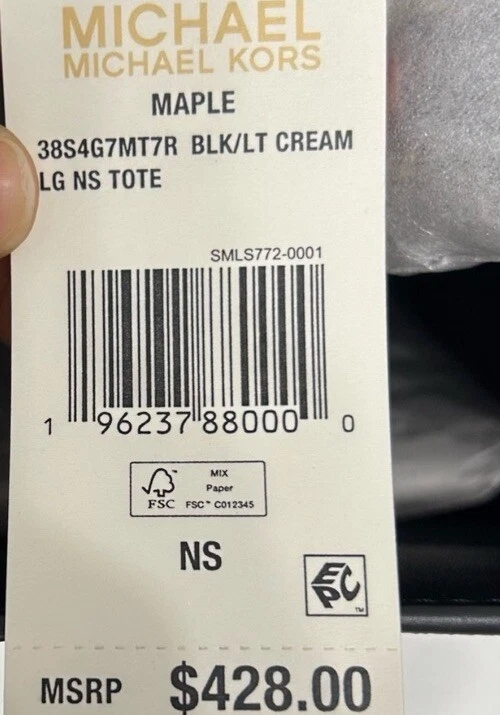 MICHAEL
MICHAEL KORS
MAPLE
38S4G7MT7R BLK/LT CREAM
LG NS TOTE
SMLS772-0001
1 96237 88000 0
MIX
Paper
FSC FSC™ C012345
NS
EPC
TM
MSRP $428.00